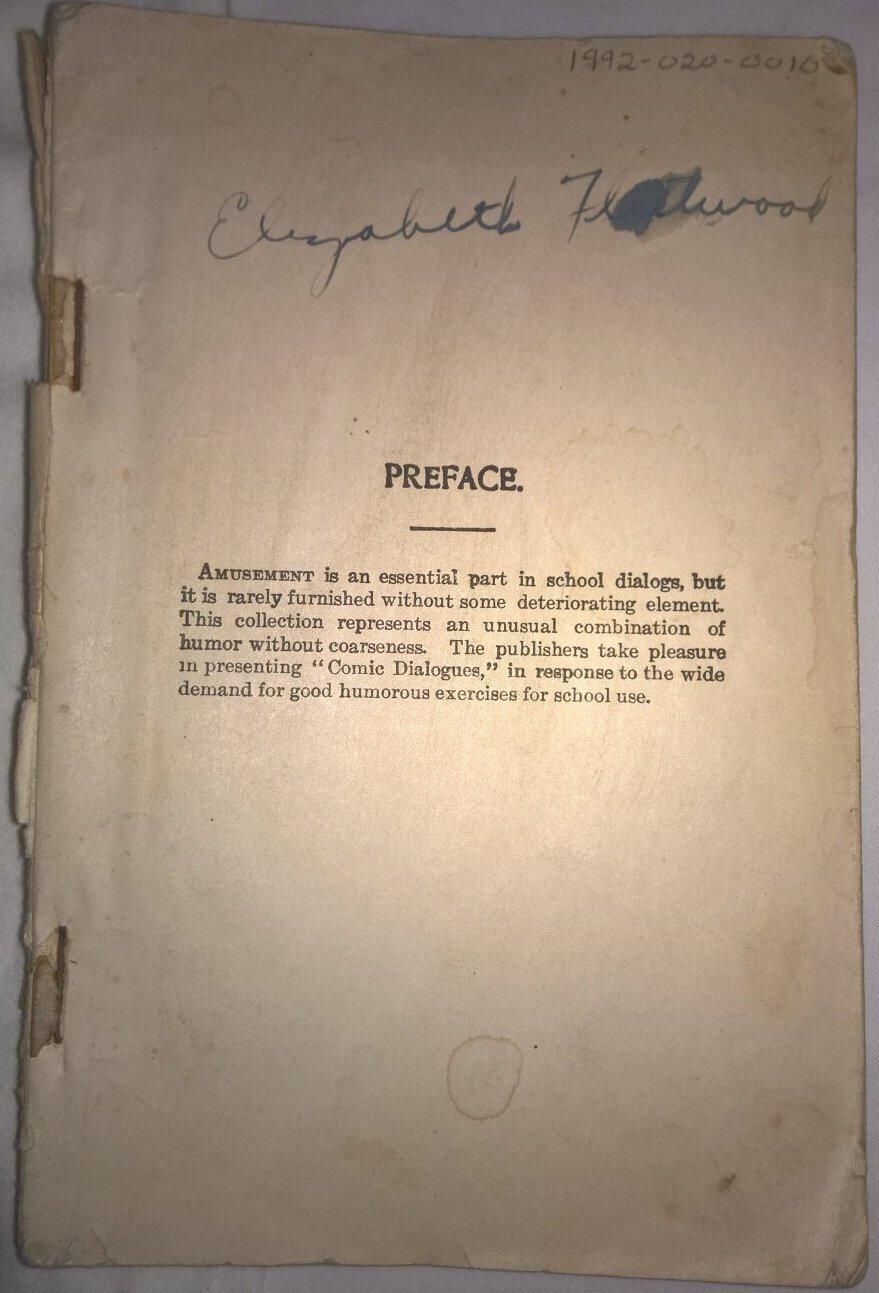 1992-020-0010
Elizabeth Fleetwood
PREFACE.
AMUSEMENT is an essential part in school dialogs, but
it is rarely furnished without some deteriorating element.
This collection represents an unusual combination of
humor without coarseness. The publishers take pleasure
in presenting “Comic Dialogues,” in response to the wide
demand for good humorous exercises for school use.